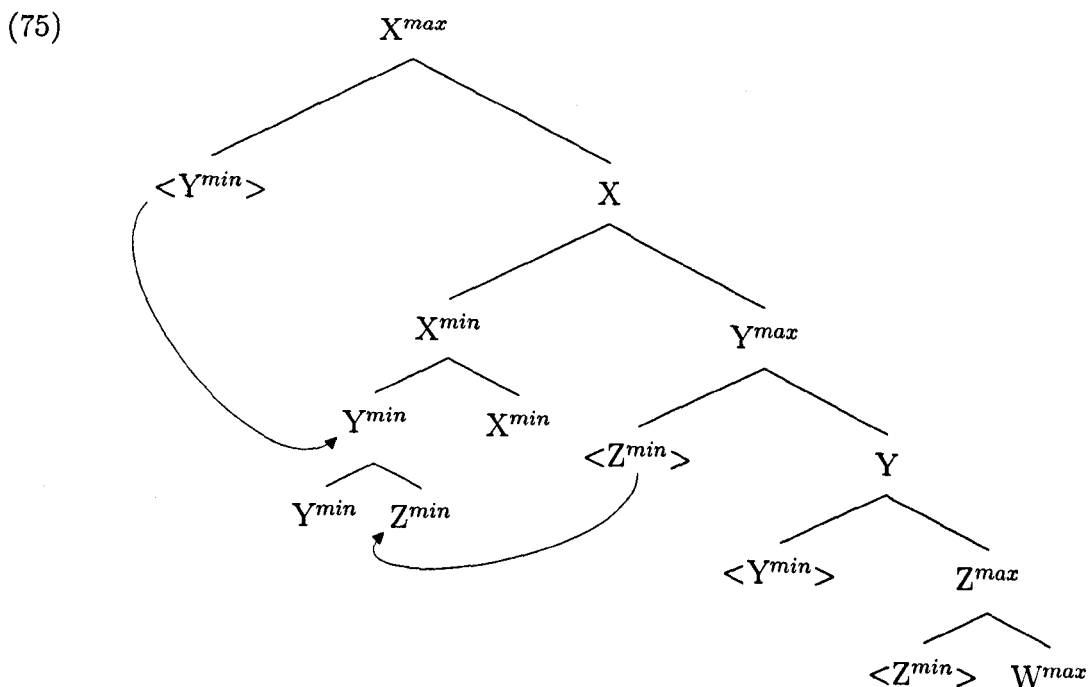 (75) X^max
<Y^min> X
X^min Y^max
Y^min X^min <Z^min> Y
Y^min Z^min <Y^min> Z^max
<Z^min> W^max